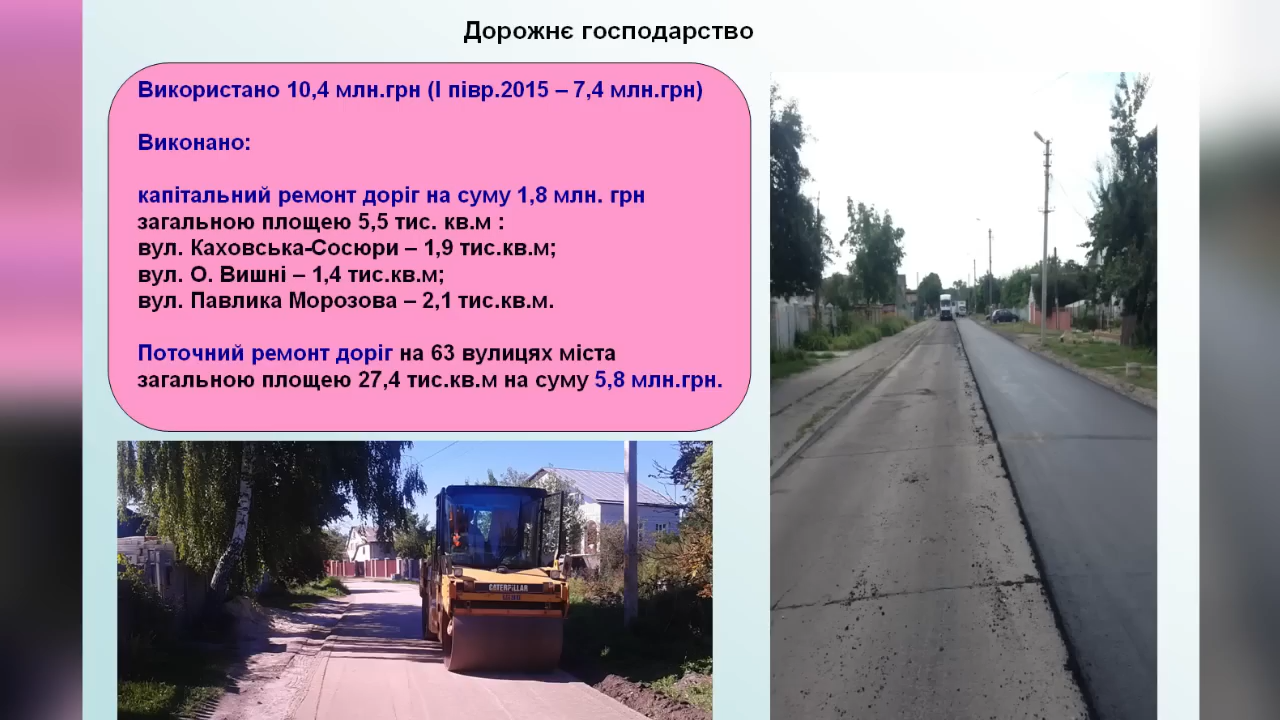 Дорожнє господарство
Використано 10,4 млн.грн (І півр.2015 – 7,4 млн.грн)
Виконано:
капітальний ремонт доріг на суму 1,8 млн. грн
загальною площею 5,5 тис. кв.м :
вул. Каховська-Сосюри – 1,9 тис.кв.м;
вул. О. Вишні – 1,4 тис.кв.м;
вул. Павлика Морозова – 2,1 тис.кв.м.
Поточний ремонт доріг на 63 вулицях міста
загальною площею 27,4 тис.кв.м на суму 5,8 млн.грн.
CATERPILLAR